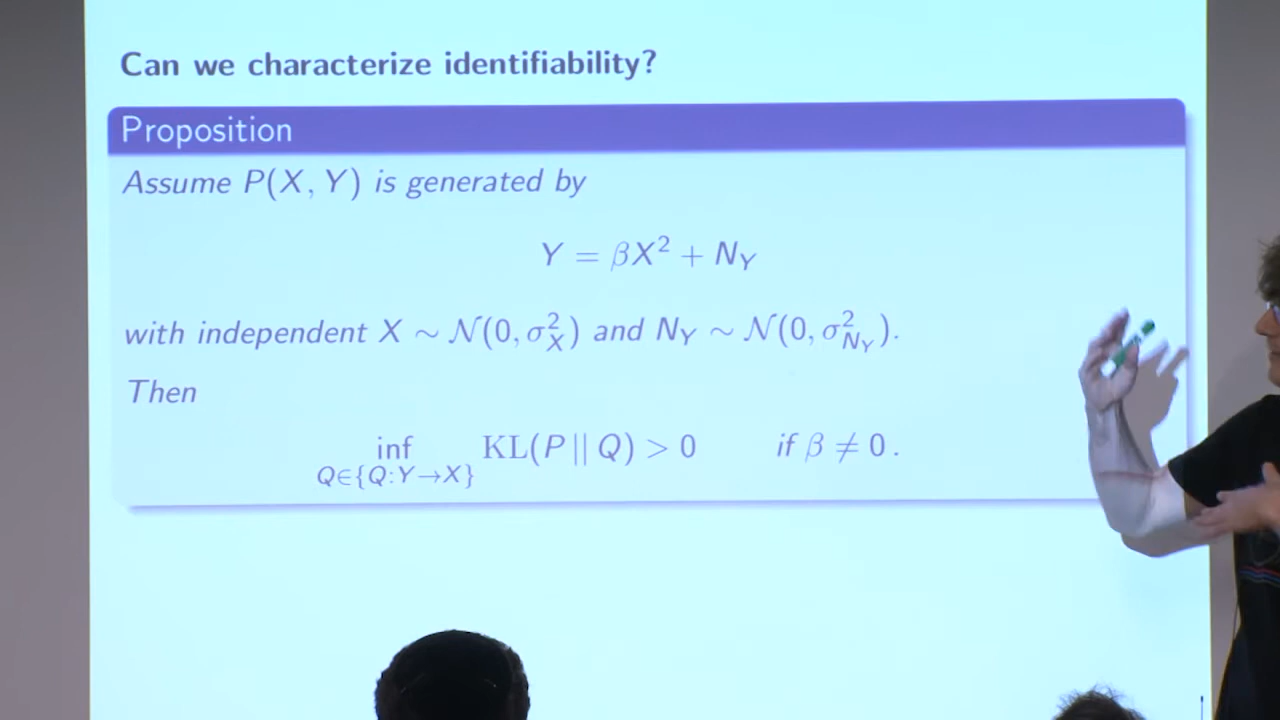 Can we characterize identifiability?
Proposition
Assume P(X, Y) is generated by
Y = βX² + N_Y
with independent X ∼ 𝒩(0, σ²_X) and N_Y ∼ 𝒩(0, σ²_{N_Y}).
Then
inf_{Q∈{Q:Y→X}} KL(P || Q) > 0 if β ≠ 0.